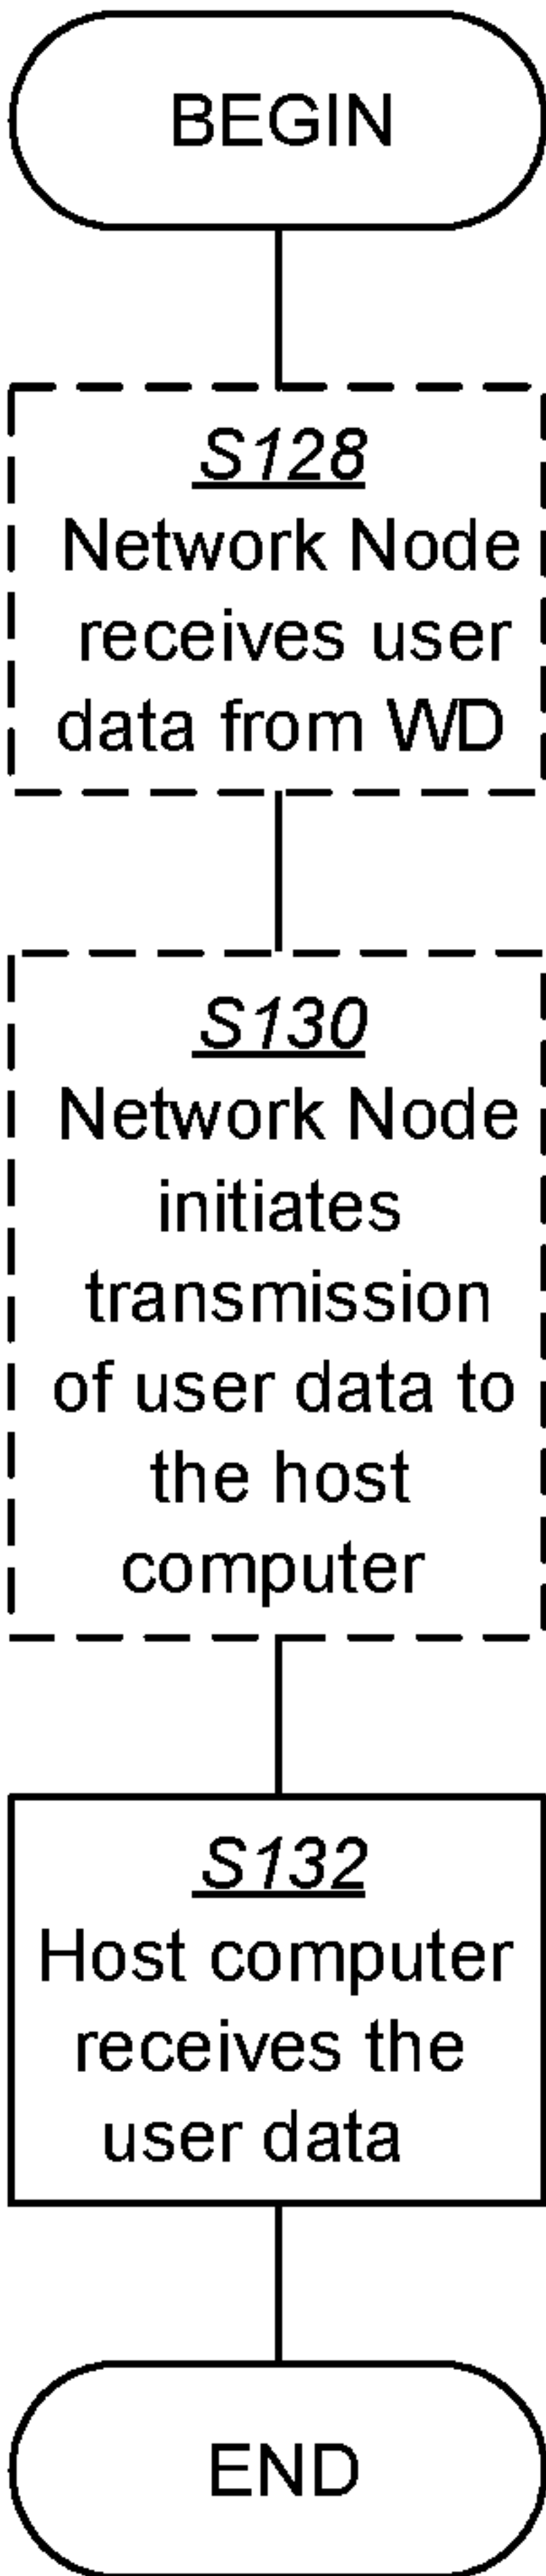 BEGIN
S128
Network Node
receives user
data from WD
S130
Network Node
initiates
transmission
of user data to
the host
computer
S132
Host computer
receives the
user data
END